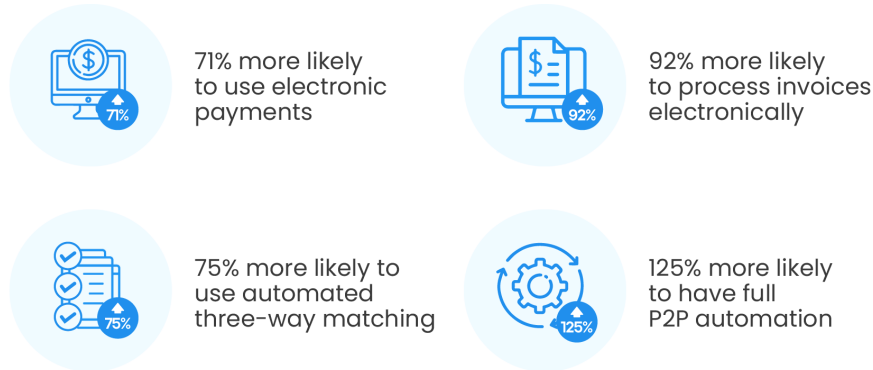 $
71%
71% more likely
to use electronic
payments
$
92%
92% more likely
to process invoices
electronically
75%
75% more likely to
use automated
three-way matching
125%
125% more likely
to have full
P2P automation